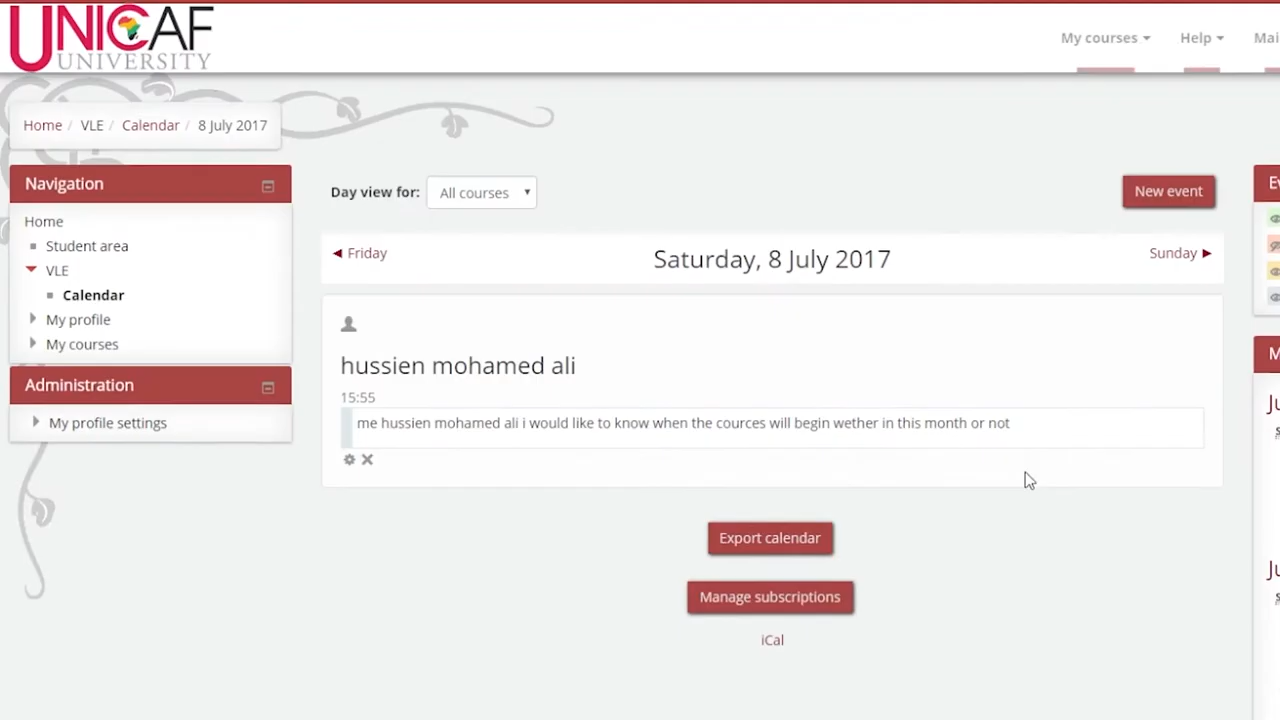 UNICAF
UNIVERSITY
My courses
Help
Home / VLE / Calendar / 8 July 2017
Navigation
Home
Student area
VLE
Calendar
My profile
My courses
Administration
My profile settings
Day view for: All courses
New event
Friday
Saturday, 8 July 2017
Sunday
hussien mohamed ali
15:55
me hussien mohamed ali i would like to know when the cources will begin wether in this month or not
Export calendar
Manage subscriptions
iCal